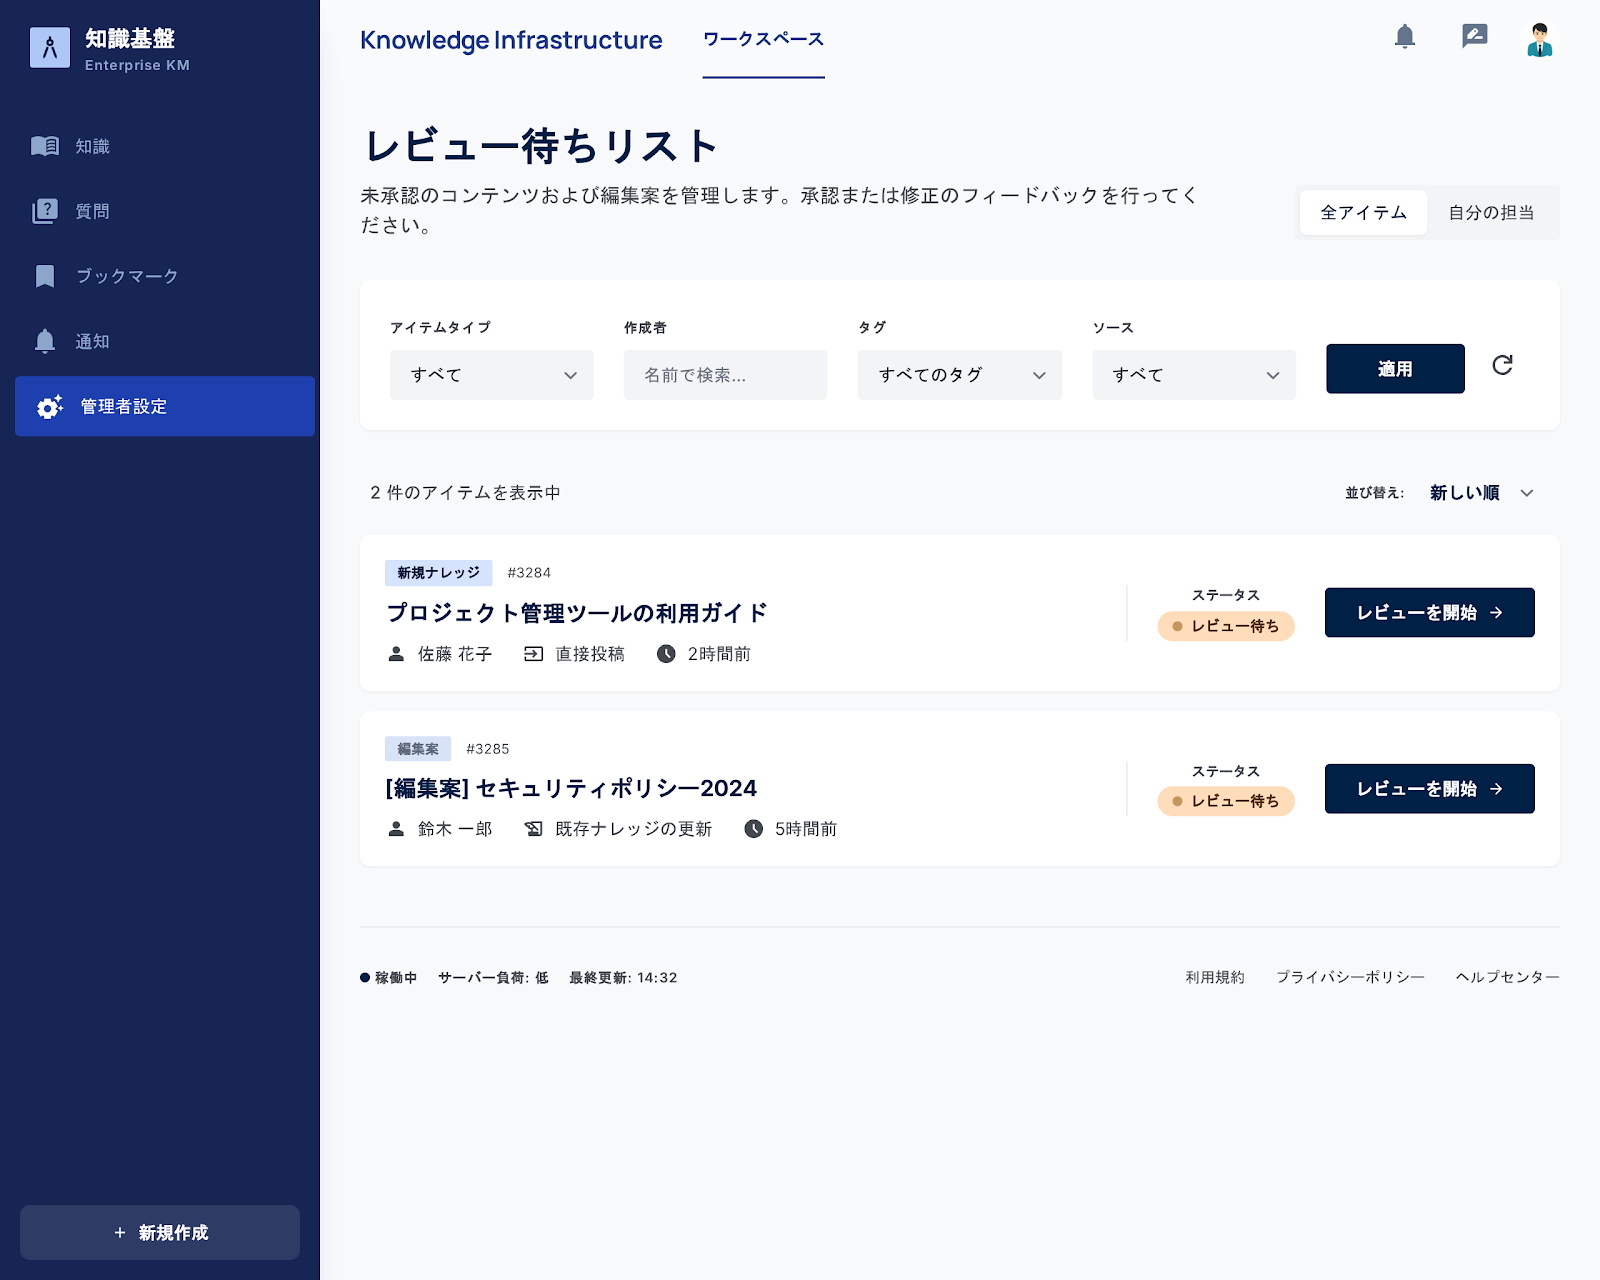 知識基盤
Enterprise KM
知識
質問
ブックマーク
通知
管理者設定
+ 新規作成
Knowledge Infrastructure
ワークスペース
レビュー待ちリスト
未承認のコンテンツおよび編集案を管理します。承認または修正のフィードバックを行ってく
ださい。
全アイテム
自分の担当
アイテムタイプ
作成者
タグ
ソース
すべて
名前で検索...
すべてのタグ
すべて
適用
2 件のアイテムを表示中
並び替え:
新しい順
新規ナレッジ
#3284
プロジェクト管理ツールの利用ガイド
佐藤 花子
直接投稿
2時間前
ステータス
レビュー待ち
レビューを開始 →
編集案
#3285
[編集案] セキュリティポリシー2024
鈴木 一郎
既存ナレッジの更新
5時間前
ステータス
レビュー待ち
レビューを開始 →
稼働中
サーバー負荷: 低
最終更新: 14:32
利用規約
プライバシーポリシー
ヘルプセンター